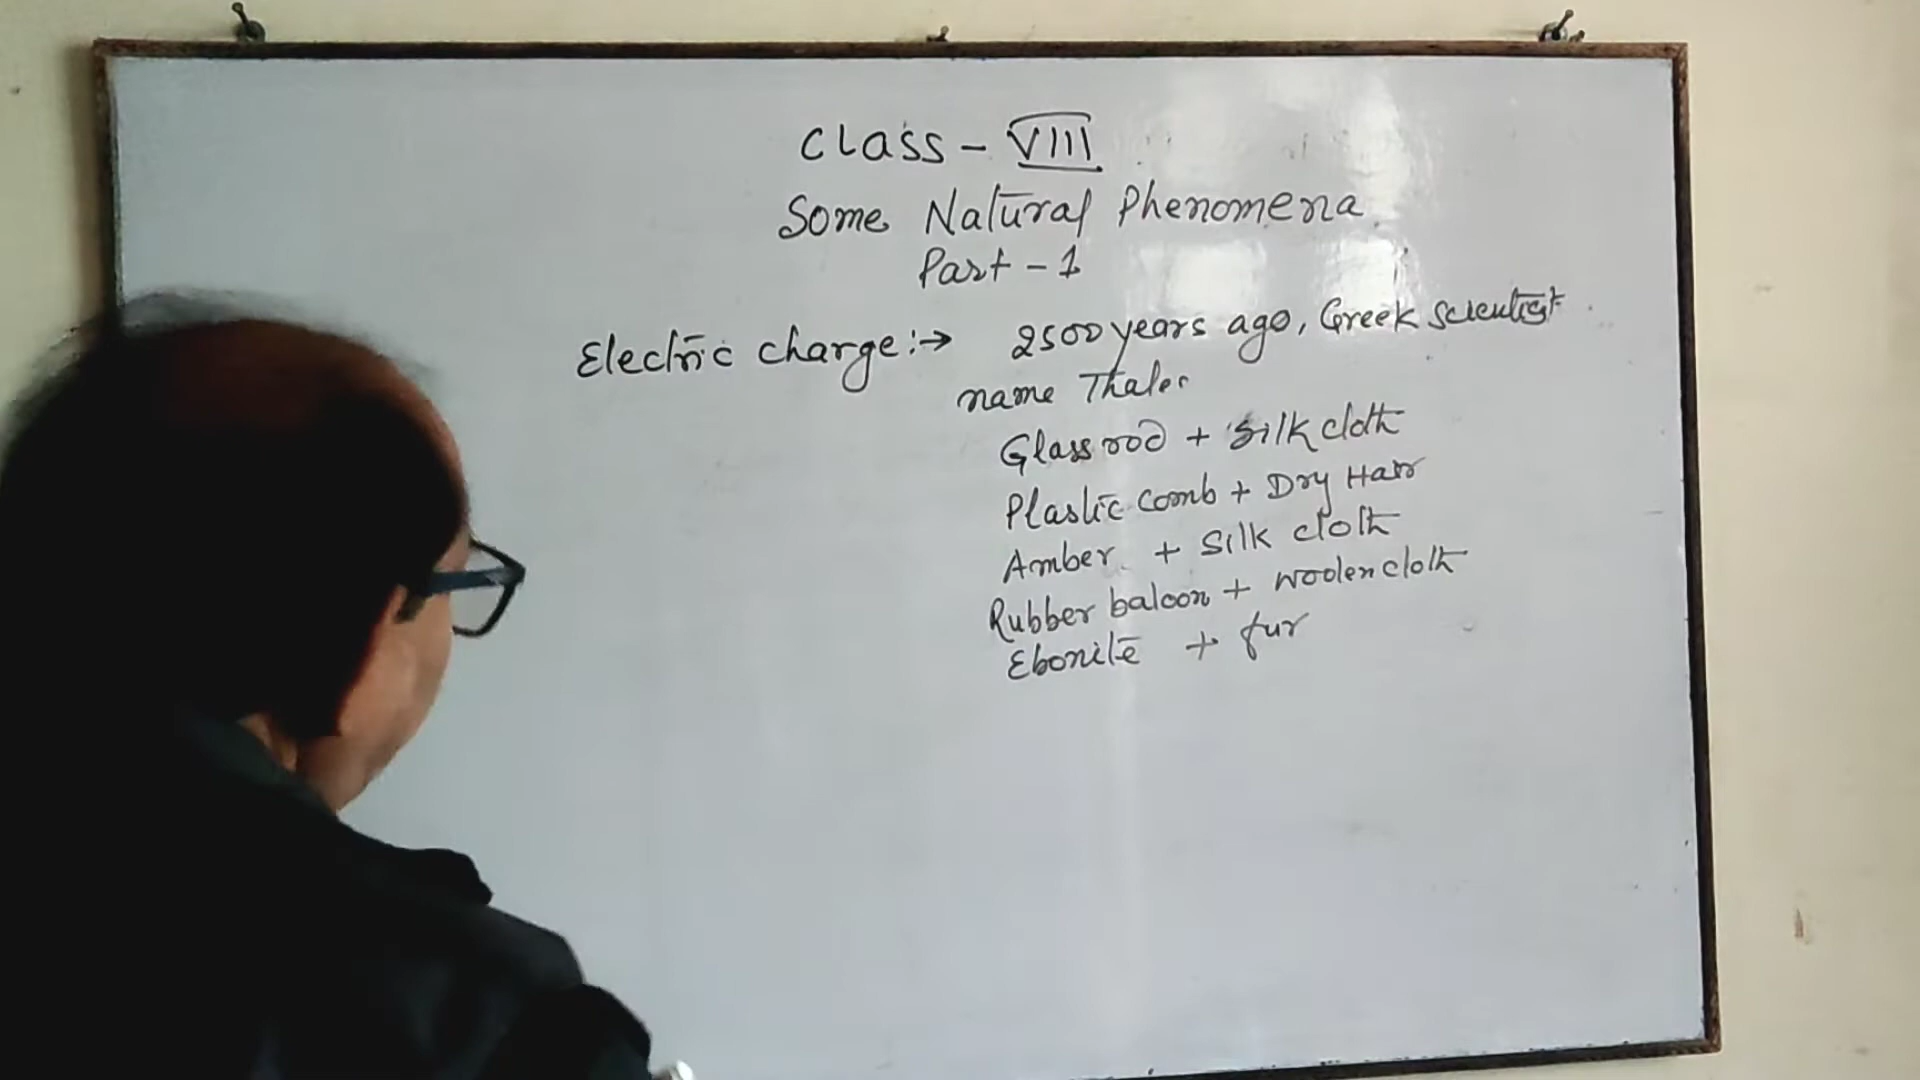 Class - VIII
Some Natural Phenomena
Part - 1
Electric charge :→ 2500 years ago, Greek scientist
name Thales
Glass rod + Silk cloth
Plastic comb + Dry Hair
Amber + Silk cloth
Rubber baloon + woolen cloth
Ebonite + fur